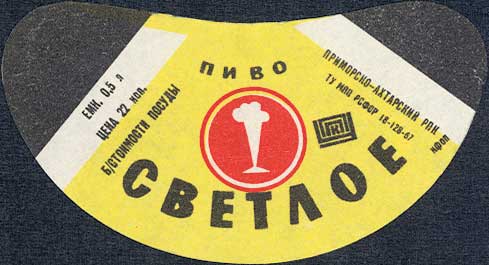 ПИВО
СВЕТЛОЕ
ЕМК. 0,5 л
ЦЕНА 22 КОП.
Б/СТОИМОСТИ ПОСУДЫ
ПРИМОРСКО-АХТАРСКИЙ РПК
ТУ МПП РСФСР 18-128-67